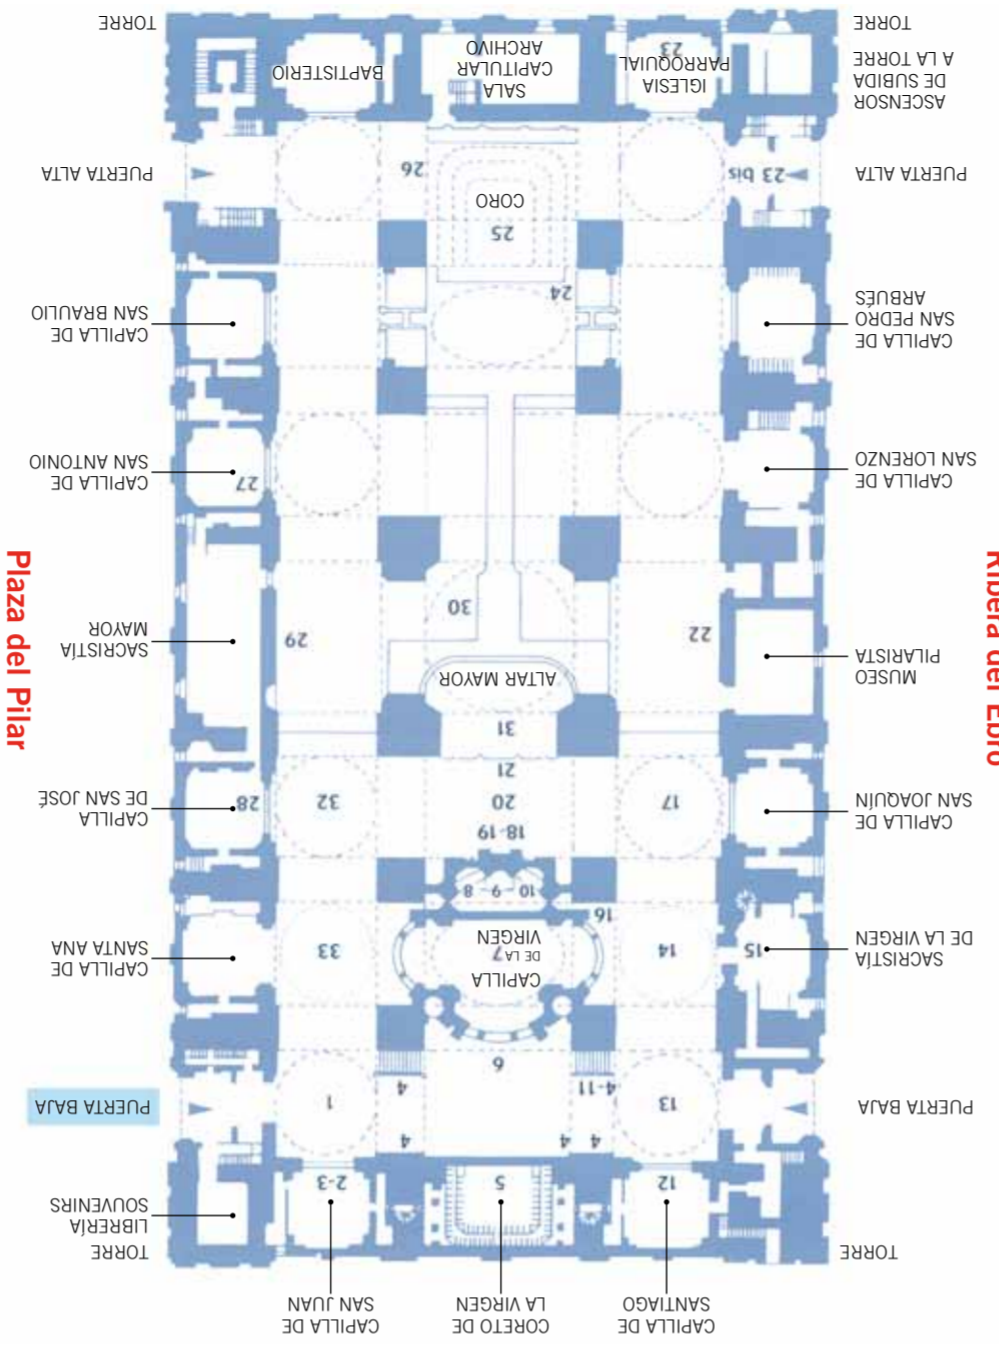 TORRE
BAPTISTERIO
SALA
CAPITULAR
ARCHIVO
IGLESIA
PARROQUIAL
23
TORRE
ASCENSOR
DE SUBIDA
A LA TORRE
PUERTA ALTA
26
CORO
25
23 bis
PUERTA ALTA
CAPILLA DE
SAN BRAULIO
24
CAPILLA DE
SAN PEDRO
ARBUÉS
CAPILLA DE
SAN ANTONIO
27
CAPILLA DE
SAN LORENZO
Plaza del Pilar
SACRISTÍA
MAYOR
29
30
ALTAR MAYOR
22
MUSEO
PILARISTA
Ribera del Ebro
31
21
20
18-19
CAPILLA
DE SAN JOSÉ
28
32
17
CAPILLA DE
SAN JOAQUÍN
10 - 9 - 8
16
CAPILLA DE
SANTA ANA
33
CAPILLA
DE LA
7
VIRGEN
14
15
SACRISTÍA
DE LA VIRGEN
6
PUERTA BAJA
1
4
4-11
13
PUERTA BAJA
4
4
4
LIBRERÍA
SOUVENIRS
2-3
5
12
TORRE
TORRE
CAPILLA DE
SAN JUAN
CORETO DE
LA VIRGEN
CAPILLA DE
SANTIAGO